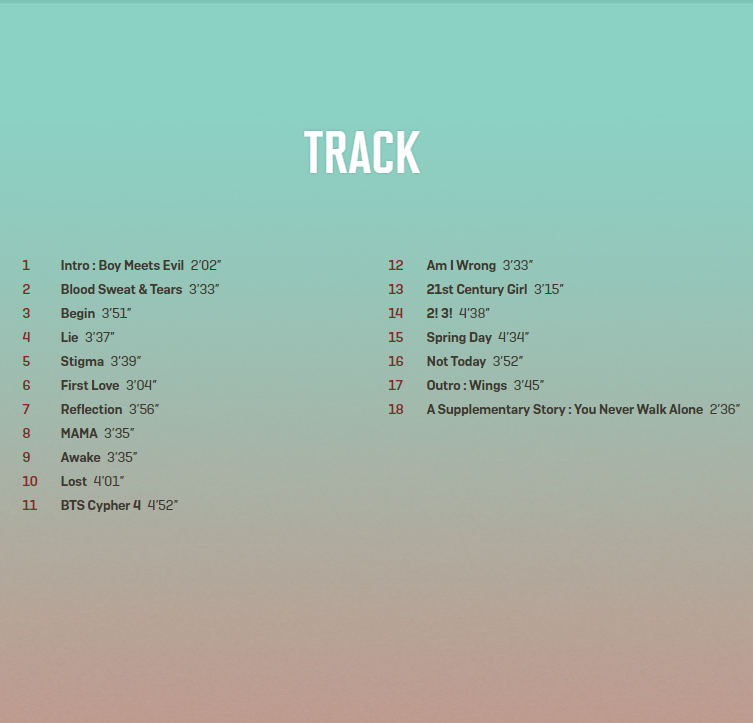 TRACK
1 Intro : Boy Meets Evil 2'02"
2 Blood Sweat & Tears 3'33"
3 Begin 3'51"
4 Lie 3'37"
5 Stigma 3'39"
6 First Love 3'04"
7 Reflection 3'56"
8 MAMA 3'35"
9 Awake 3'35"
10 Lost 4'01"
11 BTS Cypher 4 4'52"
12 Am I Wrong 3'33"
13 21st Century Girl 3'15"
14 2! 3! 4'38"
15 Spring Day 4'34"
16 Not Today 3'52"
17 Outro : Wings 3'45"
18 A Supplementary Story : You Never Walk Alone 2'36"